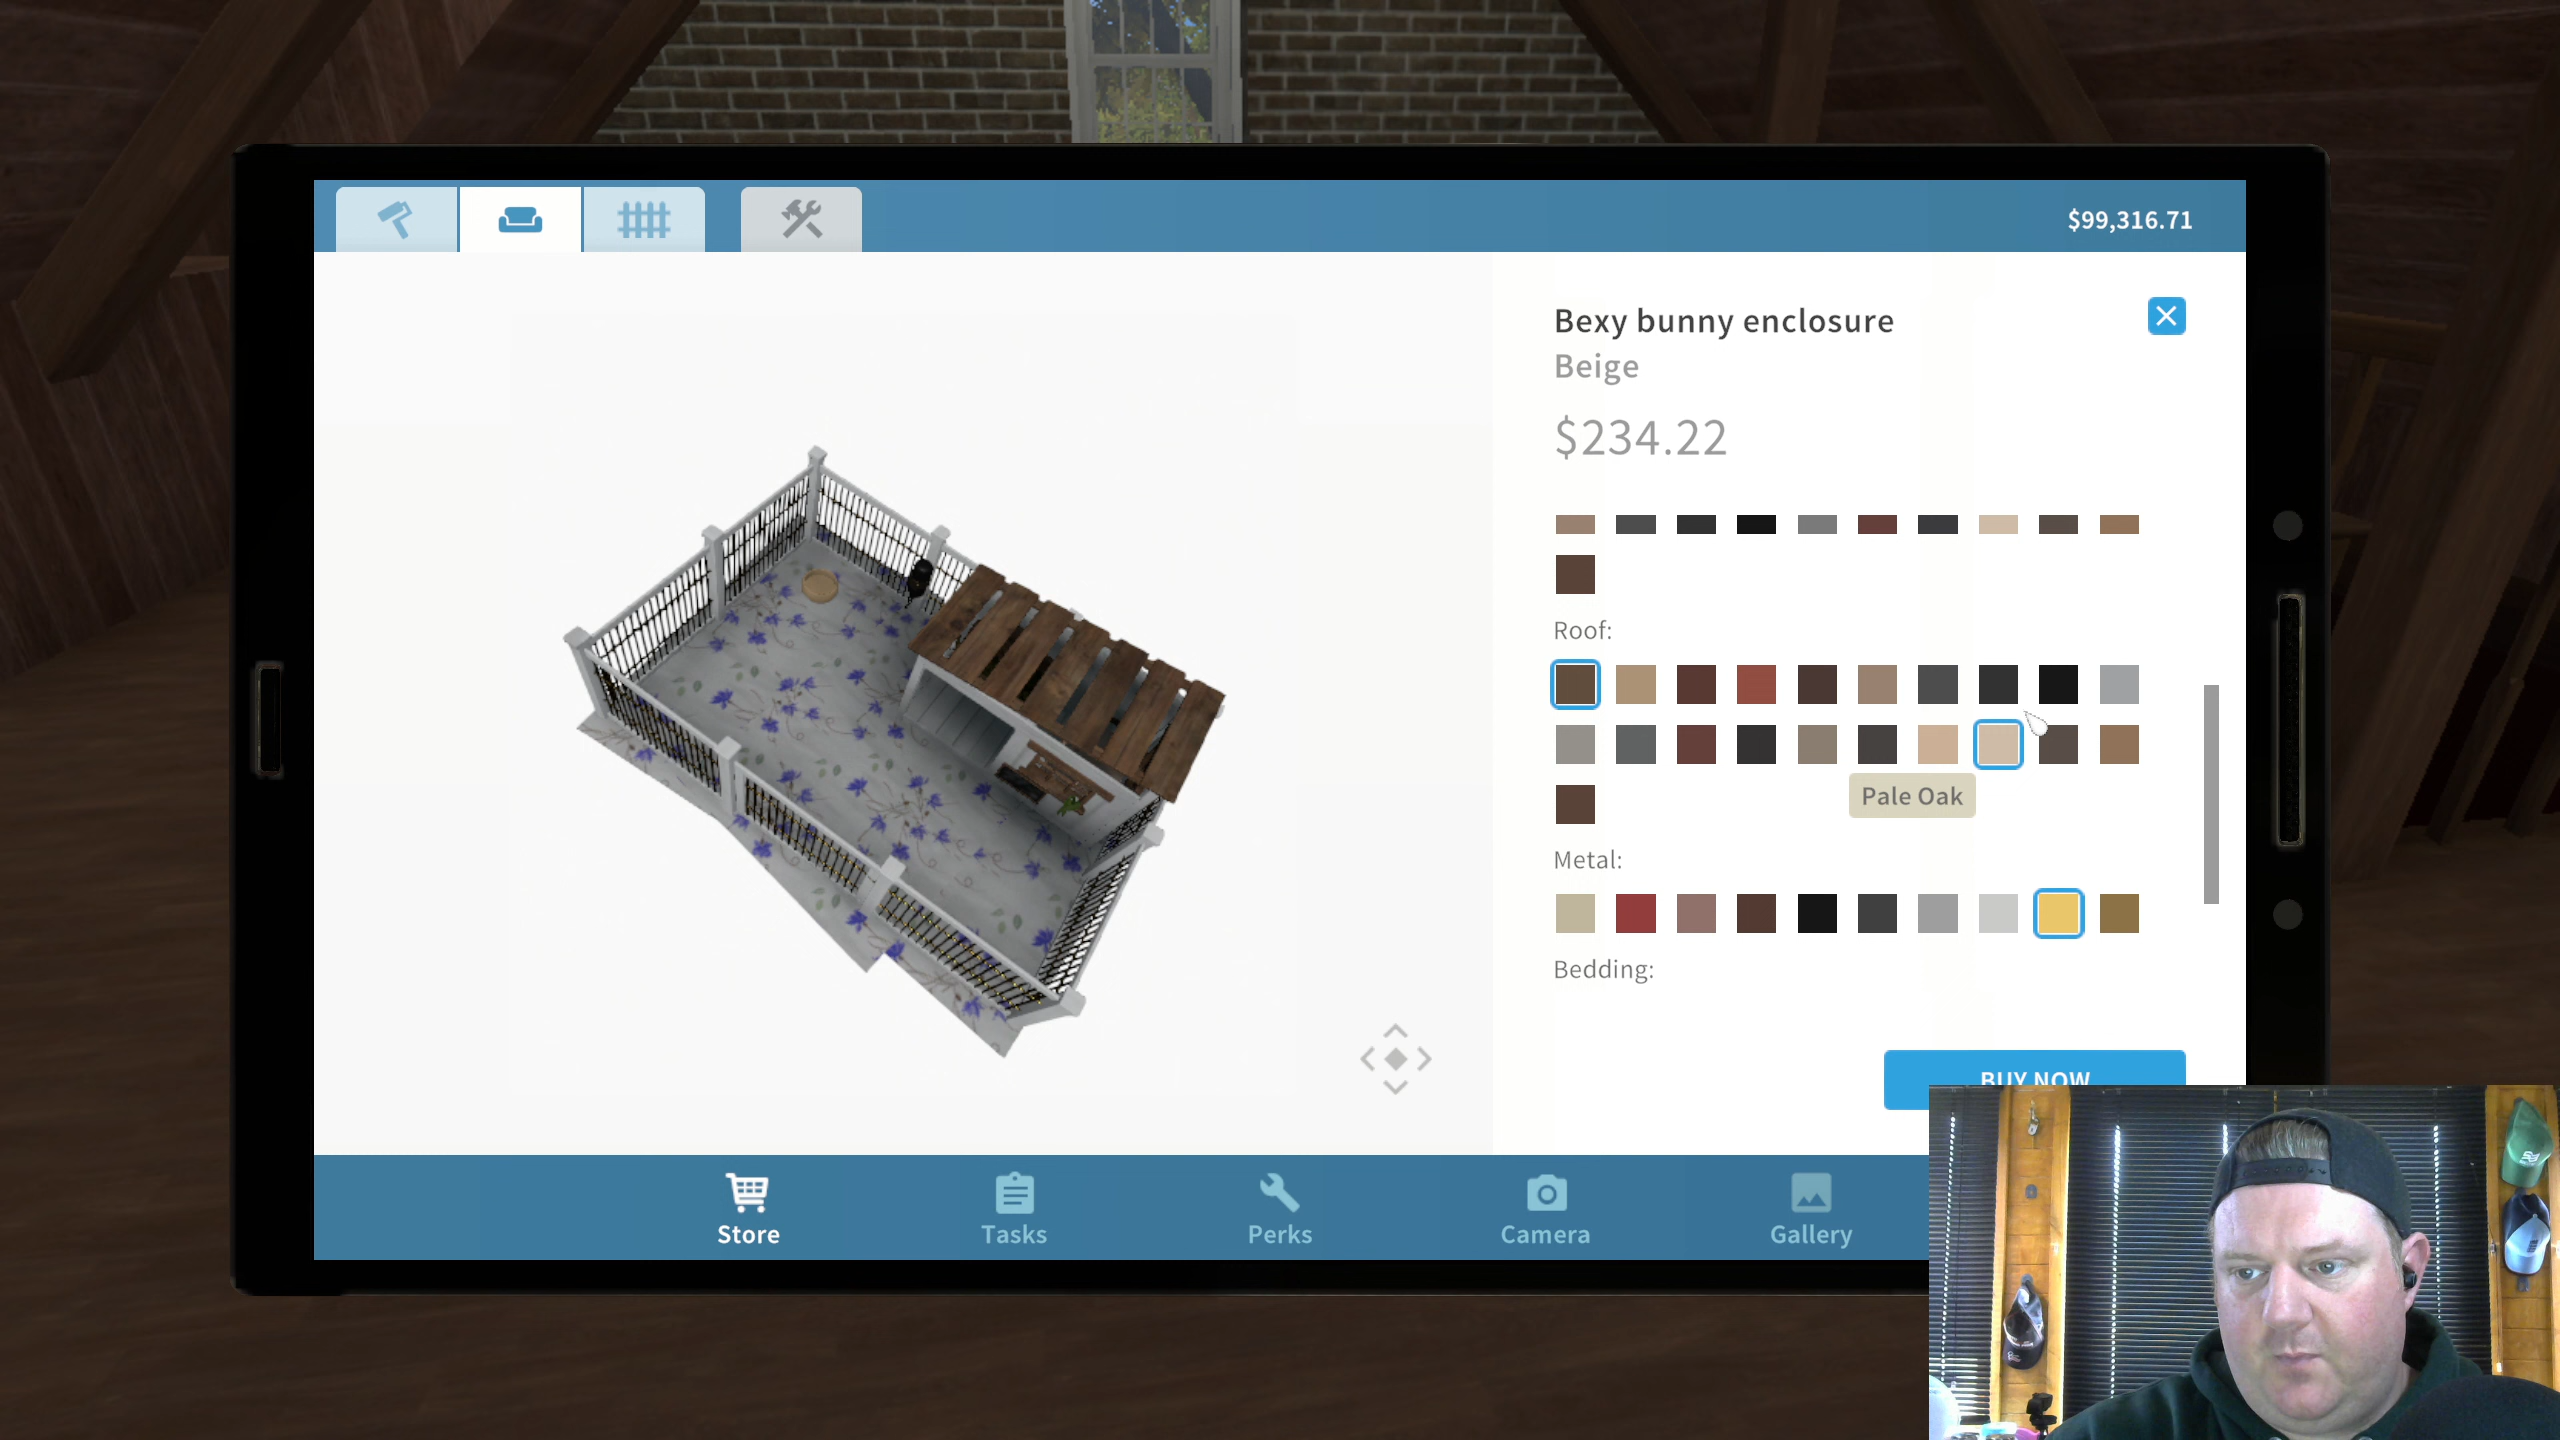 $99,316.71
Bexy bunny enclosure
Beige
$234.22
Roof:
Pale Oak
Metal:
Bedding:
BUY NOW
Store
Tasks
Perks
Camera
Gallery